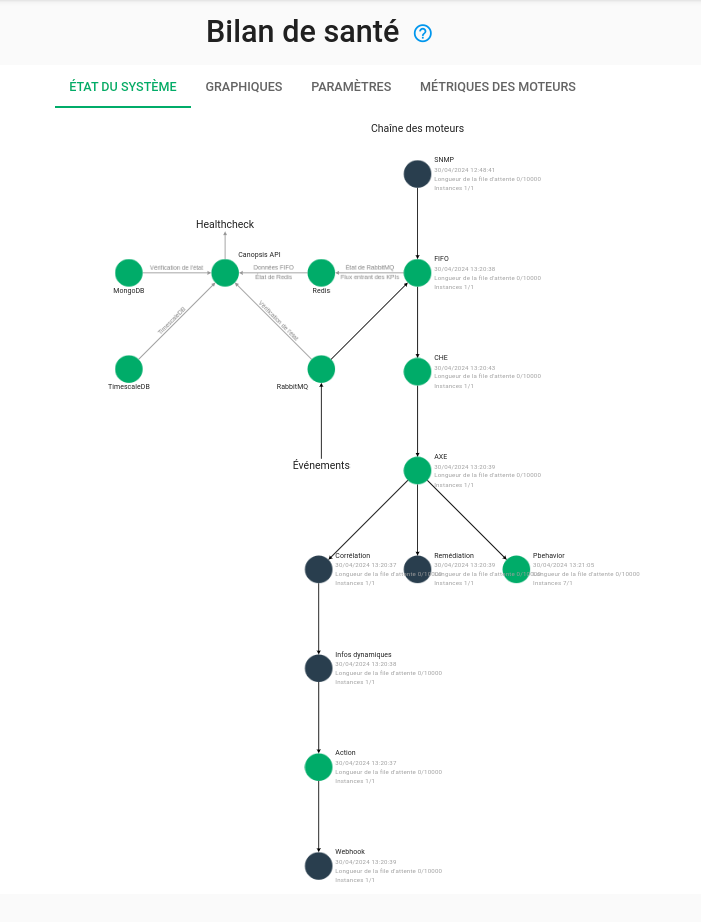 Bilan de santé
ÉTAT DU SYSTÈME
GRAPHIQUES
PARAMÈTRES
MÉTRIQUES DES MOTEURS
Chaîne des moteurs
SNMP
30/04/2024 12:48:41
Longueur de la file d'attente 0/10000
Instances 1/1
Healthcheck
Canopsis API
MongoDB
Vérification de l'état
Données FIFO
État de Redis
Redis
État de RabbitMQ
Flux entrant des KPIs
FIFO
30/04/2024 13:20:38
Longueur de la file d'attente 0/10000
Instances 1/1
TimescaleDB
Vérification de l'état
TimescaleDB
RabbitMQ
CHE
30/04/2024 13:20:43
Longueur de la file d'attente 0/10000
Instances 1/1
Événements
AXE
30/04/2024 13:20:39
Longueur de la file d'attente 0/10000
Instances 1/1
Corrélation
30/04/2024 13:20:37
Longueur de la file d'attente 0/10000
Instances 1/1
Remédiation
30/04/2024 13:20:39
Longueur de la file d'attente 0/10000
Instances 1/1
Pbehavior
30/04/2024 13:21:05
Longueur de la file d'attente 0/10000
Instances 7/1
Infos dynamiques
30/04/2024 13:20:38
Longueur de la file d'attente 0/10000
Instances 1/1
Action
30/04/2024 13:20:37
Longueur de la file d'attente 0/10000
Instances 1/1
Webhook
30/04/2024 13:20:39
Longueur de la file d'attente 0/10000
Instances 1/1